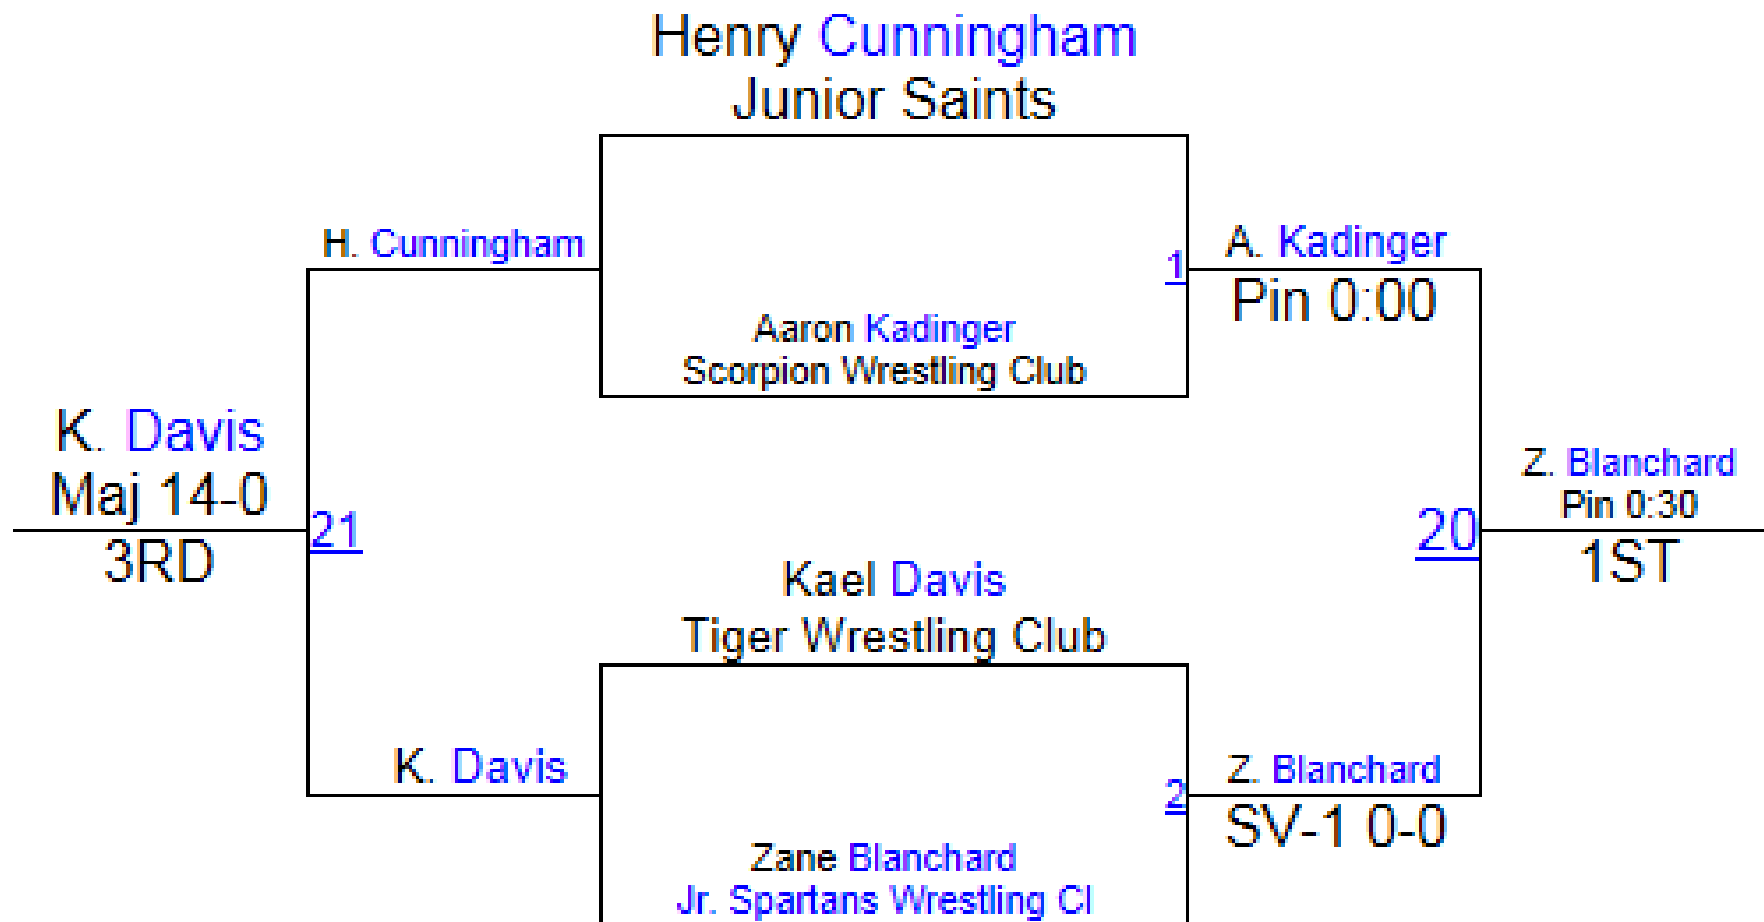 Henry Cunningham
Junior Saints
H. Cunningham
1
A. Kadinger
Pin 0:00
Aaron Kadinger
Scorpion Wrestling Club
K. Davis
Maj 14-0
21
3RD
Z. Blanchard
Pin 0:30
20
1ST
Kael Davis
Tiger Wrestling Club
K. Davis
2
Z. Blanchard
SV-1 0-0
Zane Blanchard
Jr. Spartans Wrestling Cl